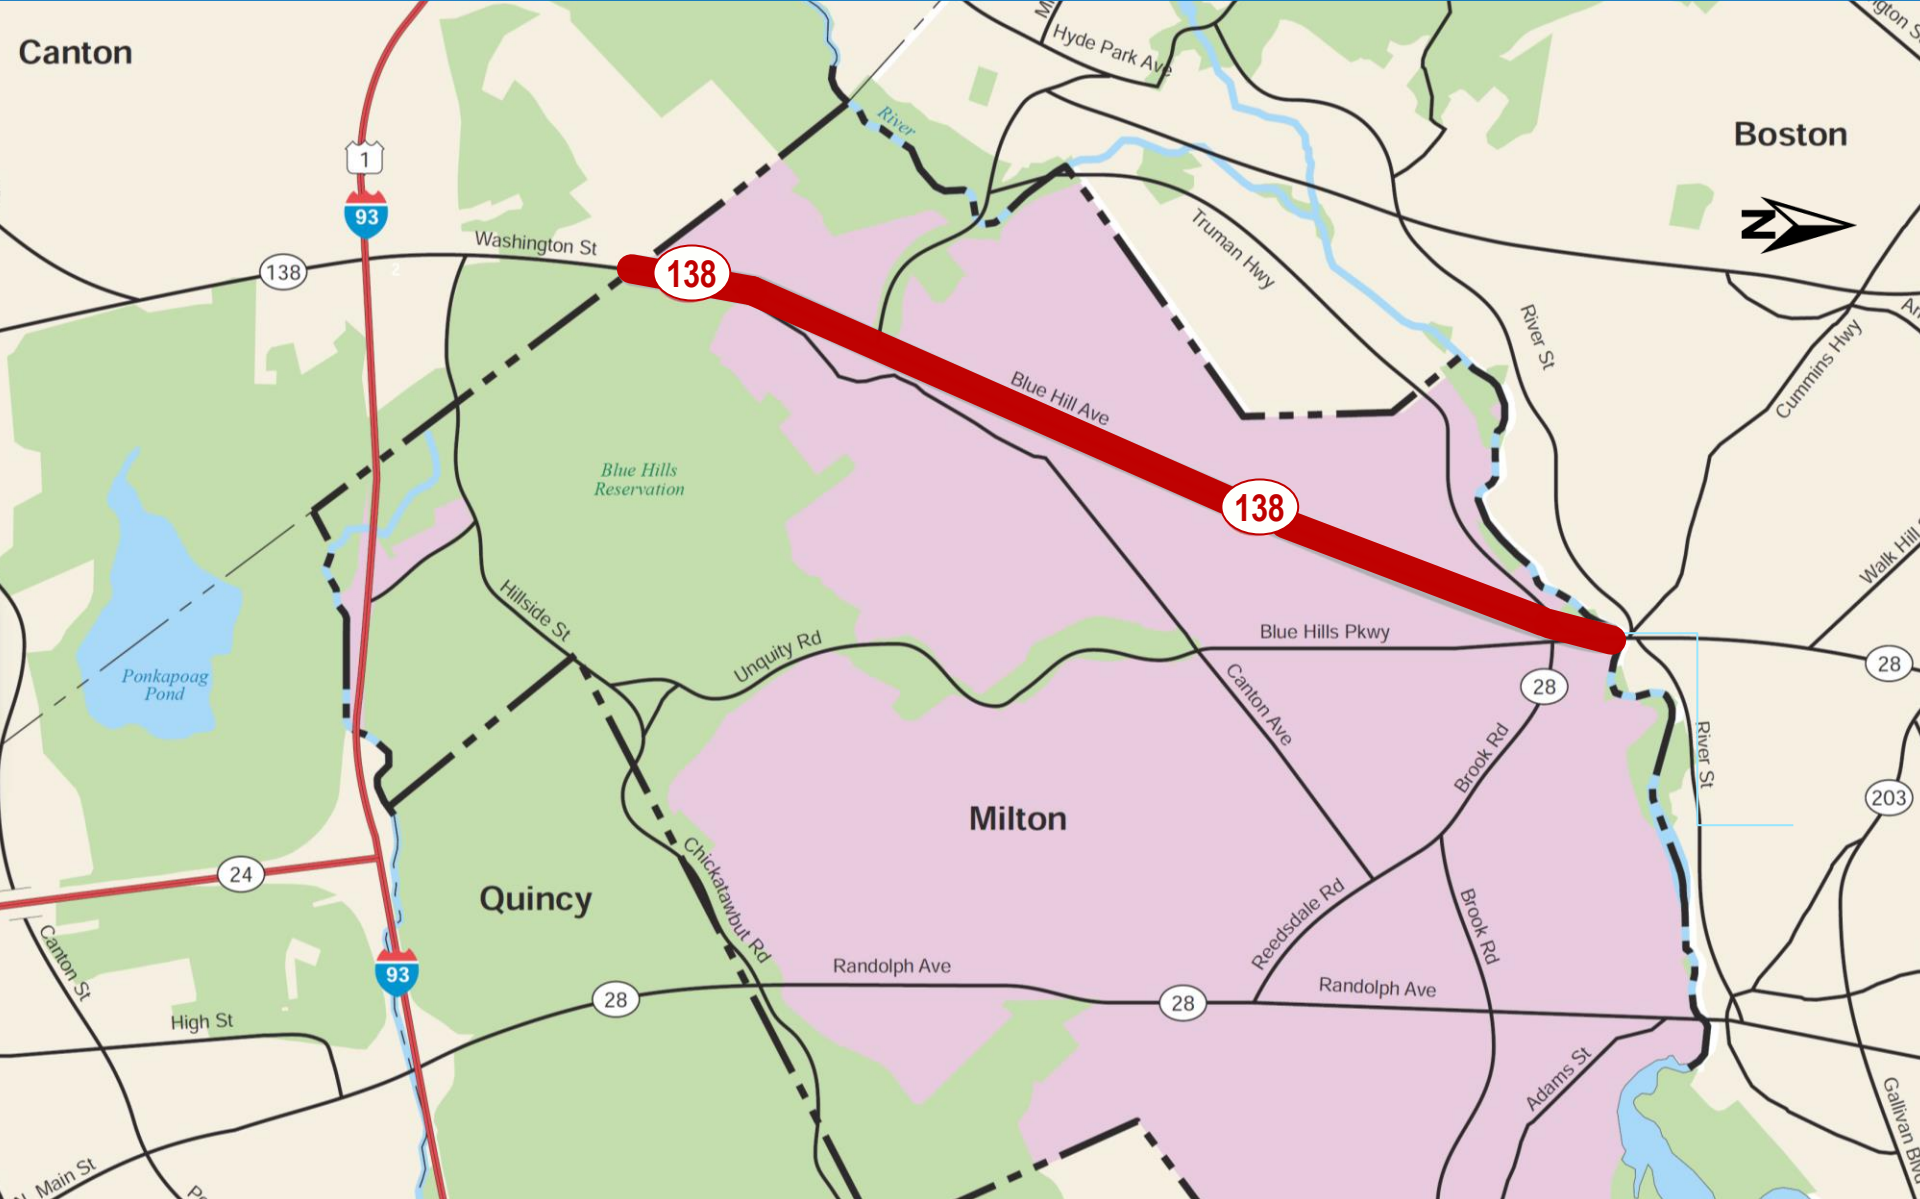 Canton
Hyde Park Ave
River
Boston
1
93
N
Washington St
138
2
138
Truman Hwy
River St
Cummins Hwy
Blue Hill Ave
Blue Hills
Reservation
138
Walk Hill
Hillside St
Unquity Rd
Blue Hills Pkwy
28
28
Ponkapoag
Pond
Canton Ave
Brook Rd
River St
203
Milton
24
Quincy
Chickatawbut Rd
Reedsdale Rd
Brook Rd
Canton St
93
Randolph Ave
28
28
Randolph Ave
High St
Adams St
Gallivan Blvd
N. Main St